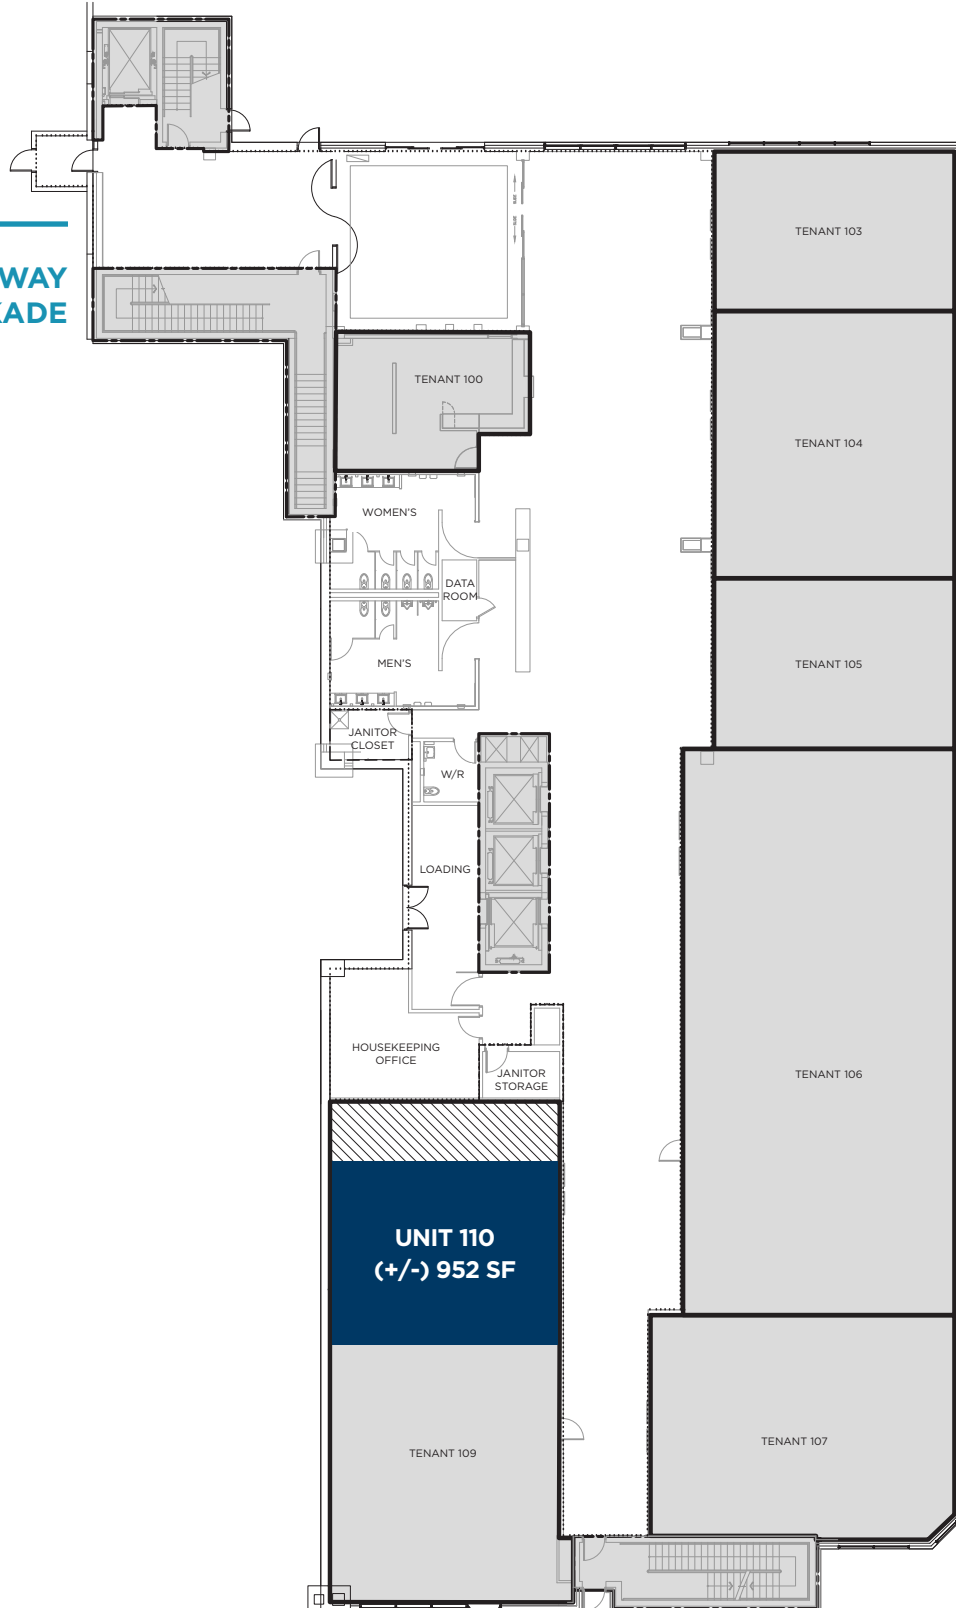 WAY
KADE
TENANT 103
TENANT 100
TENANT 104
WOMEN'S
DATA
ROOM
MEN'S
TENANT 105
JANITOR
CLOSET
W/R
LOADING
HOUSEKEEPING
OFFICE
JANITOR
STORAGE
TENANT 106
UNIT 110
(+/-) 952 SF
TENANT 109
TENANT 107